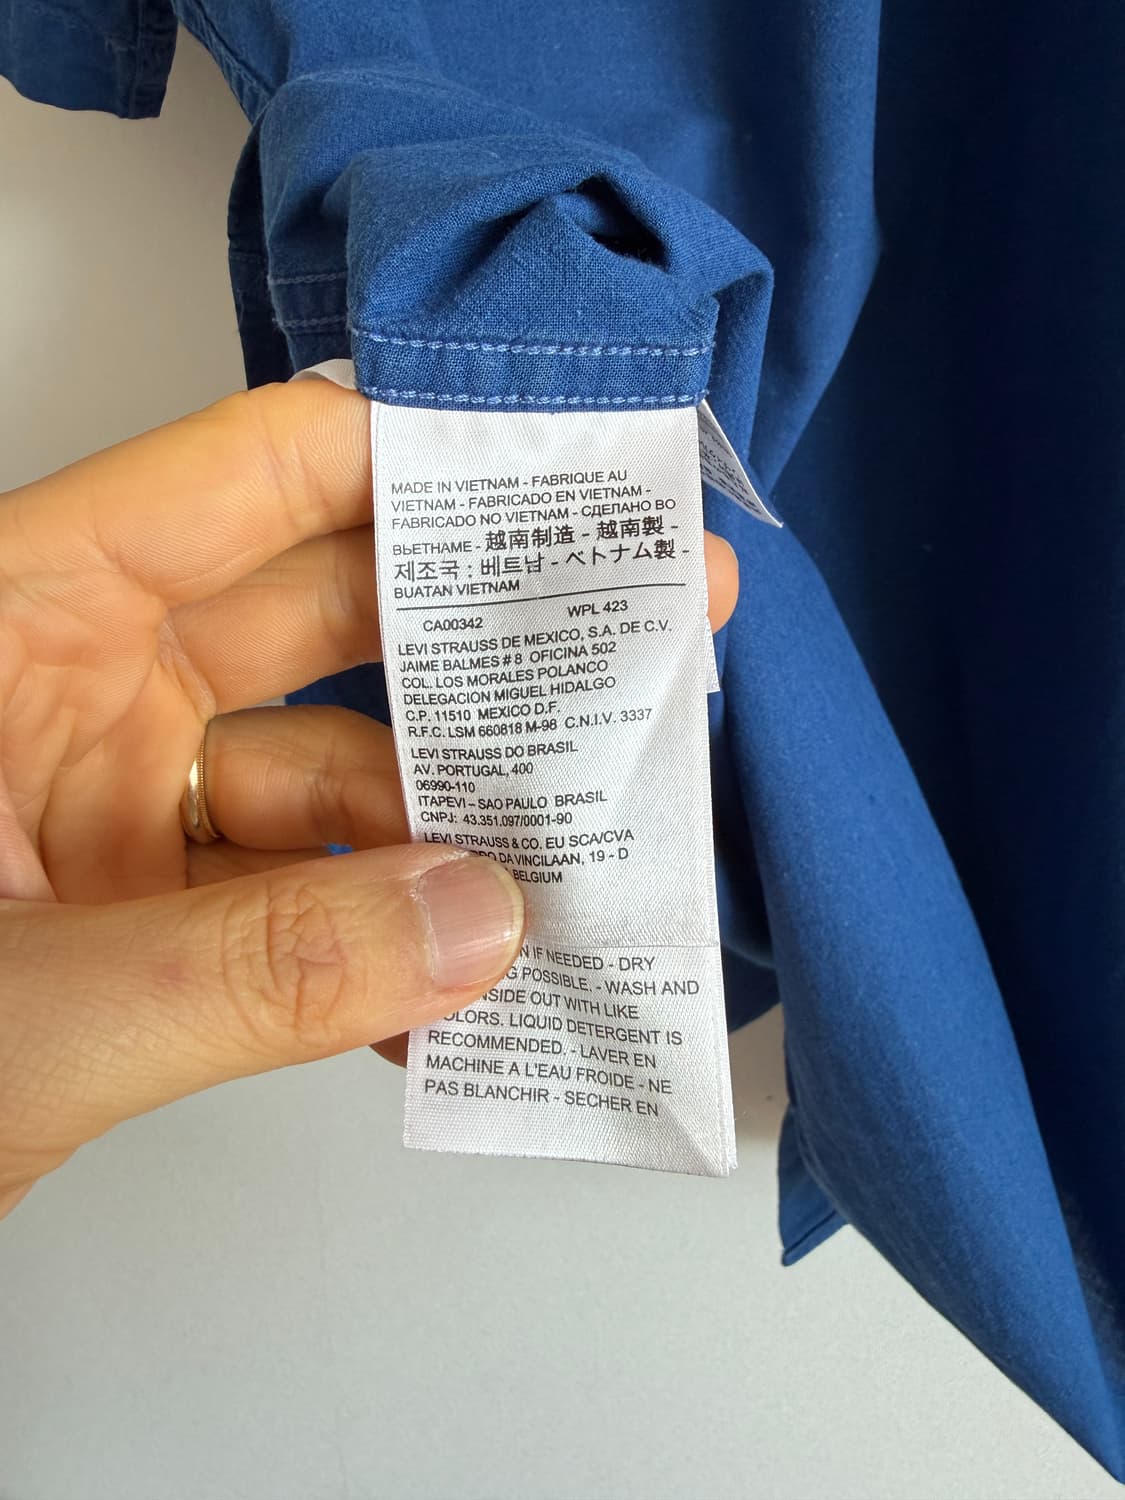 MADE IN VIETNAM - FABRIQUE AU
VIETNAM - FABRICADO EN VIETNAM -
FABRICADO NO VIETNAM - СДЕЛАНО ВО
ВЬЕТНАМЕ - 越南制造 - 越南製 -
제조국 : 베트남 - ベトナム製 -
BUATAN VIETNAM
CA00342 WPL 423
LEVI STRAUSS DE MEXICO, S.A. DE C.V.
JAIME BALMES # 8 OFICINA 502
COL. LOS MORALES POLANCO
DELEGACION MIGUEL HIDALGO
C.P. 11510 MEXICO D.F.
R.F.C. LSM 660818 M-98 C.N.I.V. 3337
LEVI STRAUSS DO BRASIL
AV. PORTUGAL, 400
06990-110
ITAPEVI – SAO PAULO BRASIL
CNPJ: 43.351.097/0001-90
LEVI STRAUSS & CO. EU SCA/CVA
DA VINCILAAN, 19 - D
BELGIUM
IF NEEDED - DRY
POSSIBLE. - WASH AND
OUT WITH LIKE
LIQUID DETERGENT IS
RECOMMENDED. - LAVER EN
MACHINE A L'EAU FROIDE - NE
PAS BLANCHIR - SECHER EN